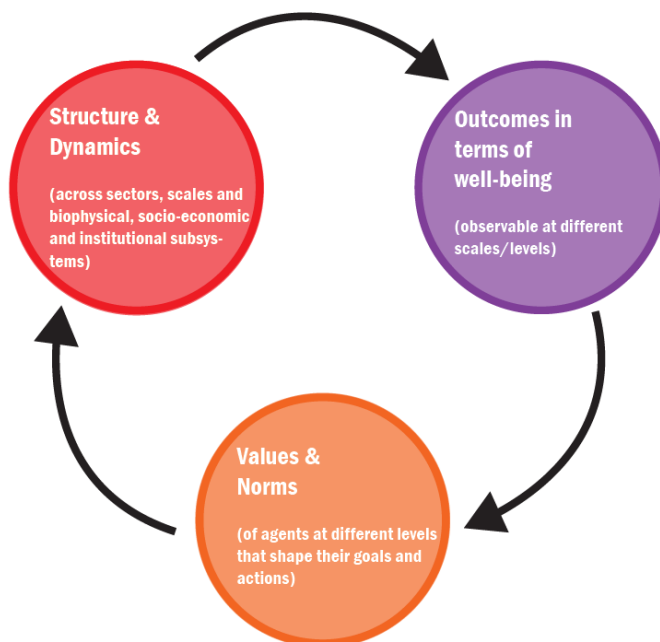 Structure &
Dynamics
(across sectors, scales and
biophysical, socio-economic
and institutional subsys-
tems)
Outcomes in
terms of
well-being
(observable at different
scales/levels)
Values &
Norms
(of agents at different levels
that shape their goals and
actions)